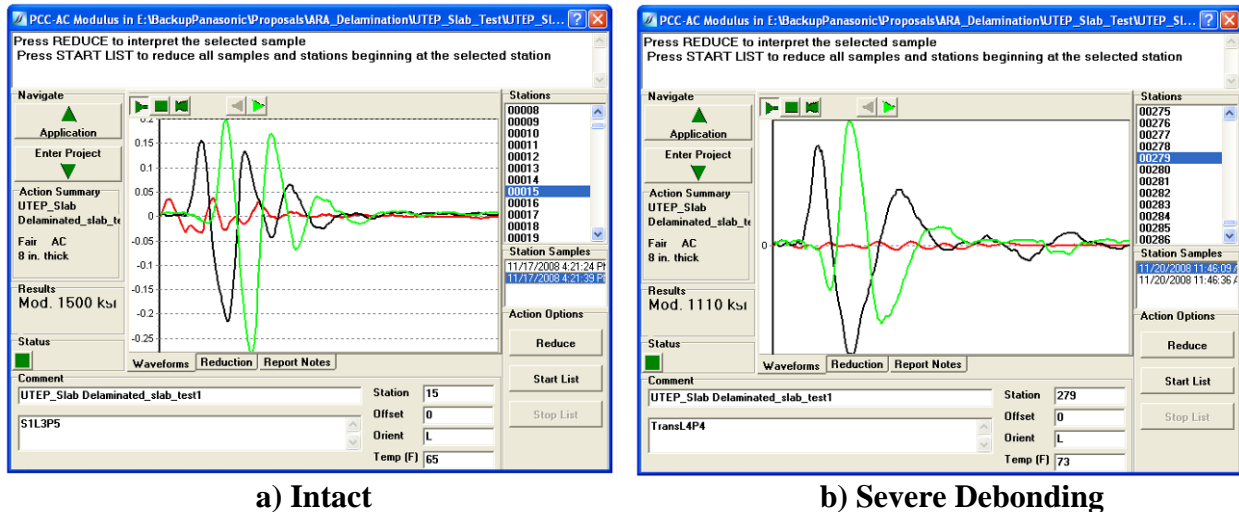 PCC-AC Modulus in E:\BackupPanasonic\Proposals\ARA_Delamination\UTEP_Slab_Test\UTEP_Sl...
Press REDUCE to interpret the selected sample
Press START LIST to reduce all samples and stations beginning at the selected station
Navigate
Application
Enter Project
Action Summary
UTEP_Slab
Delaminated_slab_te
Fair AC
8 in. thick
Results
Mod. 1500 ksi
Status
0.2
0.15
0.1
0.05
0
-0.05
-0.1
-0.15
-0.2
-0.25
Waveforms
Reduction
Report Notes
Stations
00008
00009
00010
00011
00012
00013
00014
00015
00016
00017
00018
00019
Station Samples
11/17/2008 4:21:24 PM
11/17/2008 4:21:39 PM
Action Options
Reduce
Start List
Stop List
Comment
UTEP_Slab Delaminated_slab_test1
S1L3P5
Station 15
Offset 0
Orient L
Temp (F) 65
a) Intact
PCC-AC Modulus in E:\BackupPanasonic\Proposals\ARA_Delamination\UTEP_Slab_Test\UTEP_Sl...
Press REDUCE to interpret the selected sample
Press START LIST to reduce all samples and stations beginning at the selected station
Navigate
Application
Enter Project
Action Summary
UTEP_Slab
Delaminated_slab_te
Fair AC
8 in. thick
Results
Mod. 1110 ksi
Status
0
Waveforms
Reduction
Report Notes
Stations
00275
00276
00277
00278
00279
00280
00281
00282
00283
00284
00285
00286
Station Samples
11/20/2008 11:46:09 A
11/20/2008 11:46:36 A
Action Options
Reduce
Start List
Stop List
Comment
UTEP_Slab Delaminated_slab_test1
TransL4P4
Station 279
Offset 0
Orient L
Temp (F) 73
b) Severe Debonding